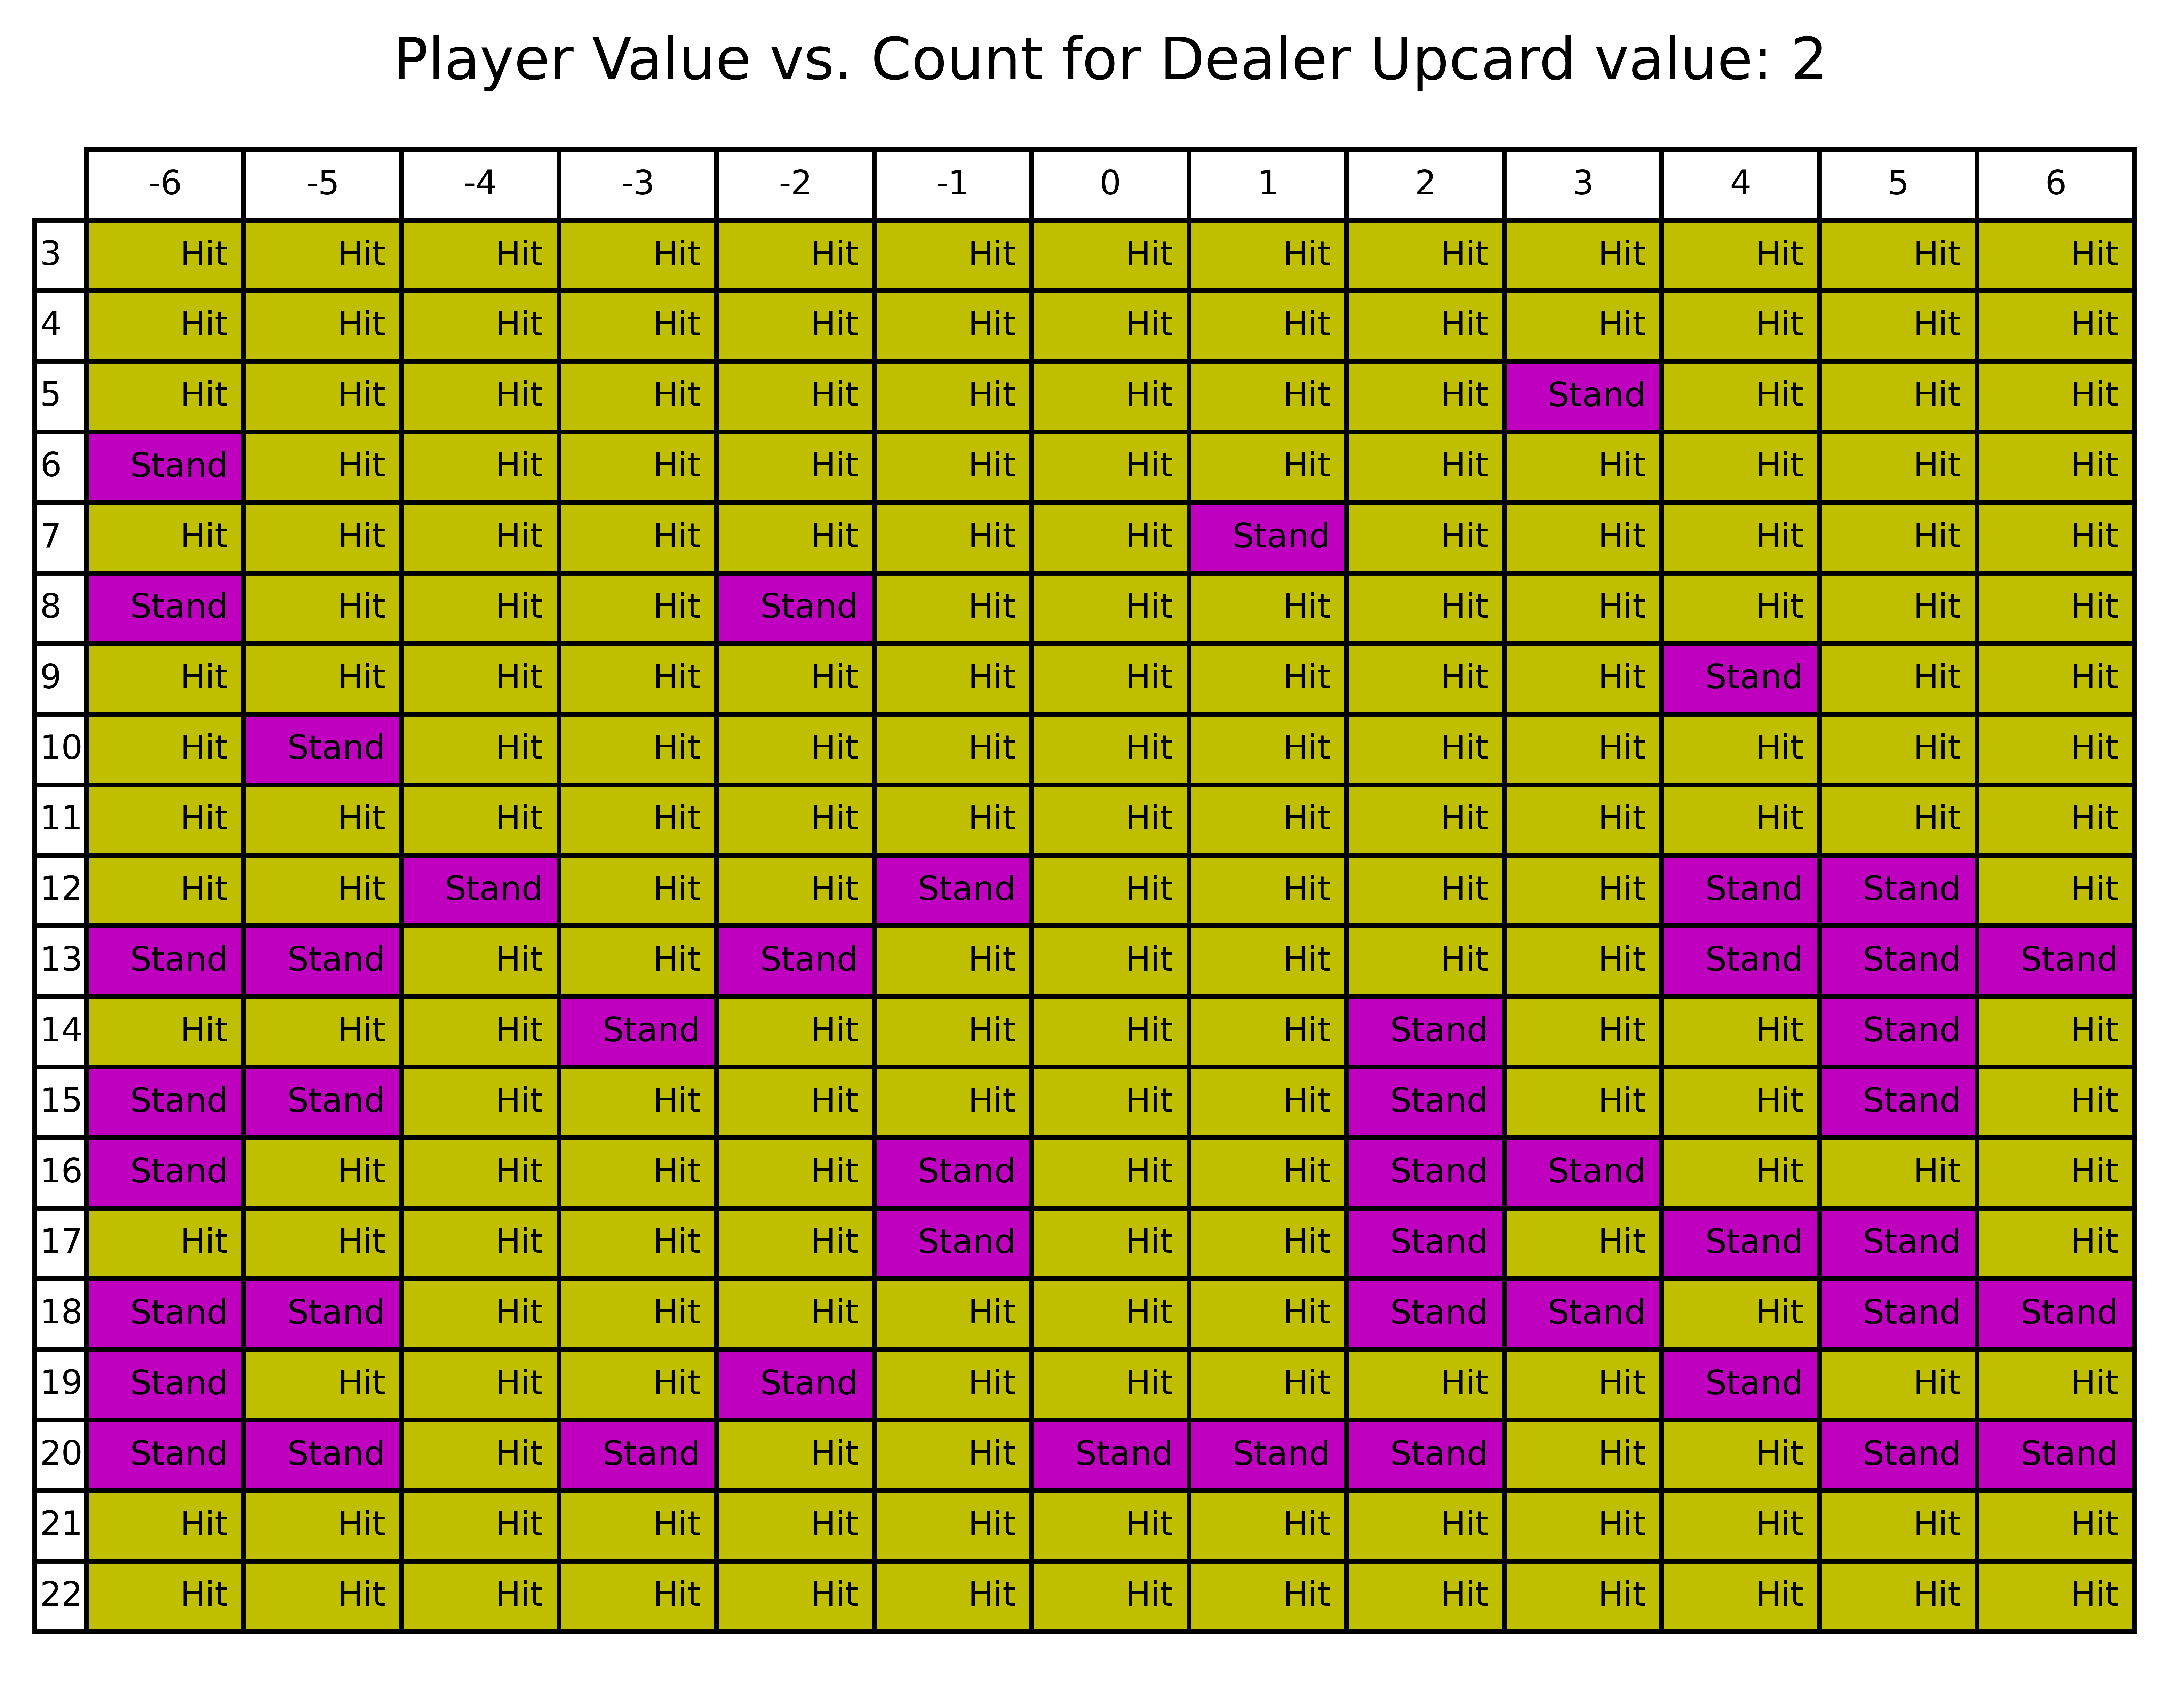 Player Value vs. Count for Dealer Upcard value: 2
-6 -5 -4 -3 -2 -1 0 1 2 3 4 5 6
3 Hit Hit Hit Hit Hit Hit Hit Hit Hit Hit Hit Hit Hit
4 Hit Hit Hit Hit Hit Hit Hit Hit Hit Hit Hit Hit Hit
5 Hit Hit Hit Hit Hit Hit Hit Hit Hit Stand Hit Hit Hit
6 Stand Hit Hit Hit Hit Hit Hit Hit Hit Hit Hit Hit Hit
7 Hit Hit Hit Hit Hit Hit Hit Stand Hit Hit Hit Hit Hit
8 Stand Hit Hit Hit Stand Hit Hit Hit Hit Hit Hit Hit Hit
9 Hit Hit Hit Hit Hit Hit Hit Hit Hit Hit Stand Hit Hit
10 Hit Stand Hit Hit Hit Hit Hit Hit Hit Hit Hit Hit Hit
11 Hit Hit Hit Hit Hit Hit Hit Hit Hit Hit Hit Hit Hit
12 Hit Hit Stand Hit Hit Stand Hit Hit Hit Hit Stand Stand Hit
13 Stand Stand Hit Hit Stand Hit Hit Hit Hit Hit Stand Stand Stand
14 Hit Hit Hit Stand Hit Hit Hit Hit Stand Hit Hit Stand Hit
15 Stand Stand Hit Hit Hit Hit Hit Hit Stand Hit Hit Stand Hit
16 Stand Hit Hit Hit Hit Stand Hit Hit Stand Stand Hit Hit Hit
17 Hit Hit Hit Hit Hit Stand Hit Hit Stand Hit Stand Stand Hit
18 Stand Stand Hit Hit Hit Hit Hit Hit Stand Stand Hit Stand Stand
19 Stand Hit Hit Hit Stand Hit Hit Hit Hit Hit Stand Hit Hit
20 Stand Stand Hit Stand Hit Hit Stand Stand Stand Hit Hit Stand Stand
21 Hit Hit Hit Hit Hit Hit Hit Hit Hit Hit Hit Hit Hit
22 Hit Hit Hit Hit Hit Hit Hit Hit Hit Hit Hit Hit Hit